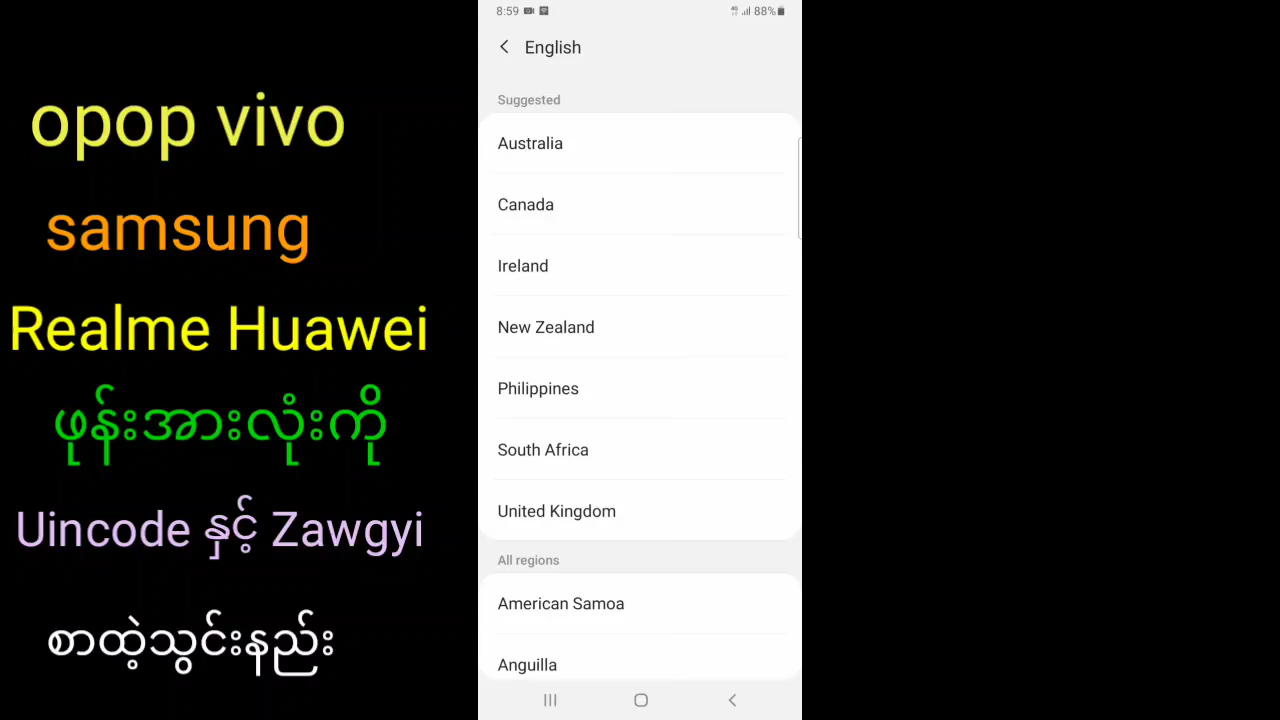 opop vivo
samsung
Realme Huawei
ဖုန်းအားလုံးကို
Uincode နှင့် Zawgyi
စာထဲ့သွင်းနည်း
8:59
4G 88%
English
Suggested
Australia
Canada
Ireland
New Zealand
Philippines
South Africa
United Kingdom
All regions
American Samoa
Anguilla